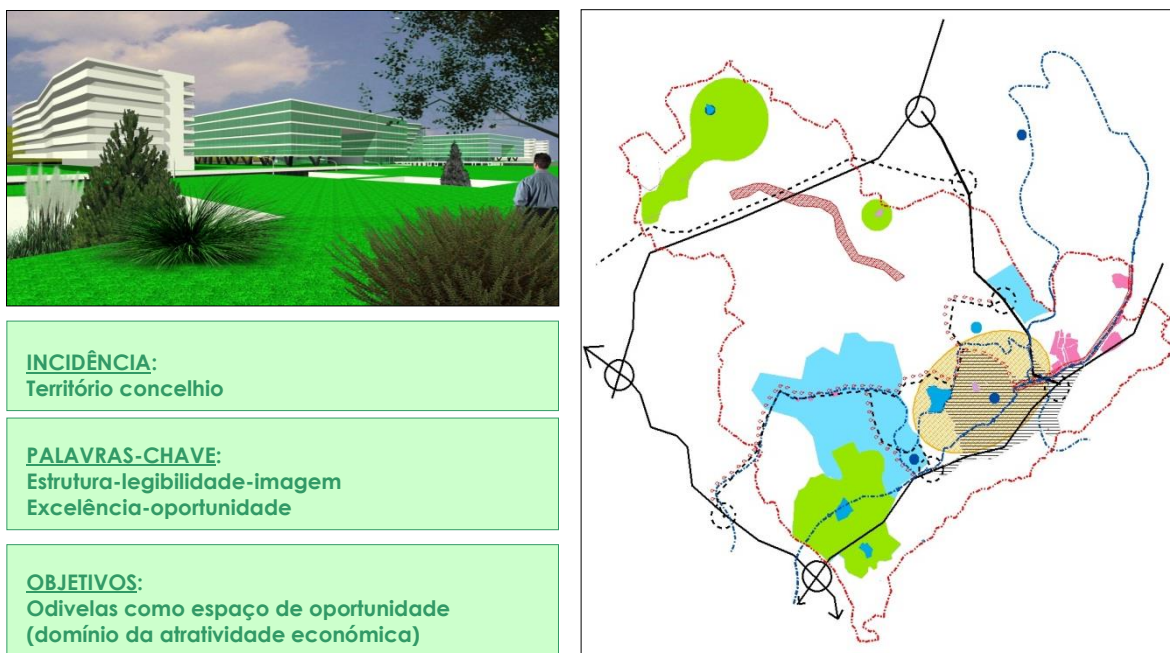 INCIDÊNCIA:
Território concelhio
PALAVRAS-CHAVE:
Estrutura-legibilidade-imagem
Excelência-oportunidade
OBJETIVOS:
Odivelas como espaço de oportunidade
(domínio da atratividade económica)